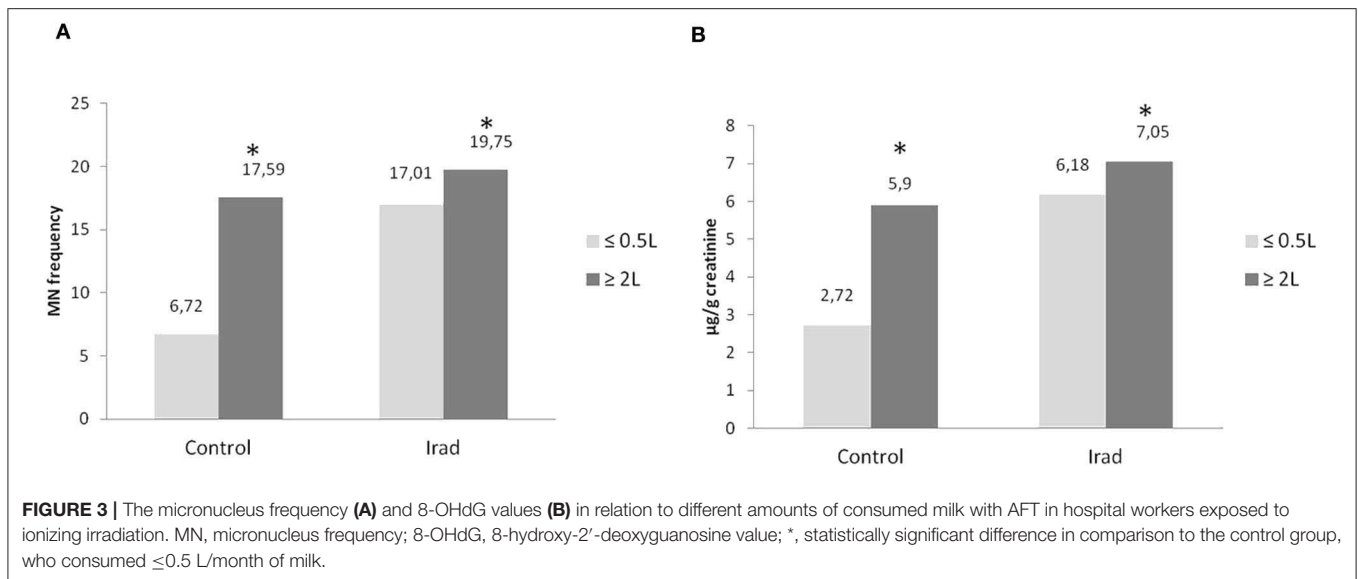 A
25
20
15
10
5
0
MN frequency
6,72
*
17,59
17,01
*
19,75
Control
Irad
≤ 0.5L
≥ 2L
B
8
7
6
5
4
3
2
1
0
µg/g creatinine
2,72
*
5,9
6,18
*
7,05
Control
Irad
≤ 0.5L
≥ 2L
FIGURE 3 | The micronucleus frequency (A) and 8-OHdG values (B) in relation to different amounts of consumed milk with AFT in hospital workers exposed to
ionizing irradiation. MN, micronucleus frequency; 8-OHdG, 8-hydroxy-2′-deoxyguanosine value; *, statistically significant difference in comparison to the control group,
who consumed ≤0.5 L/month of milk.